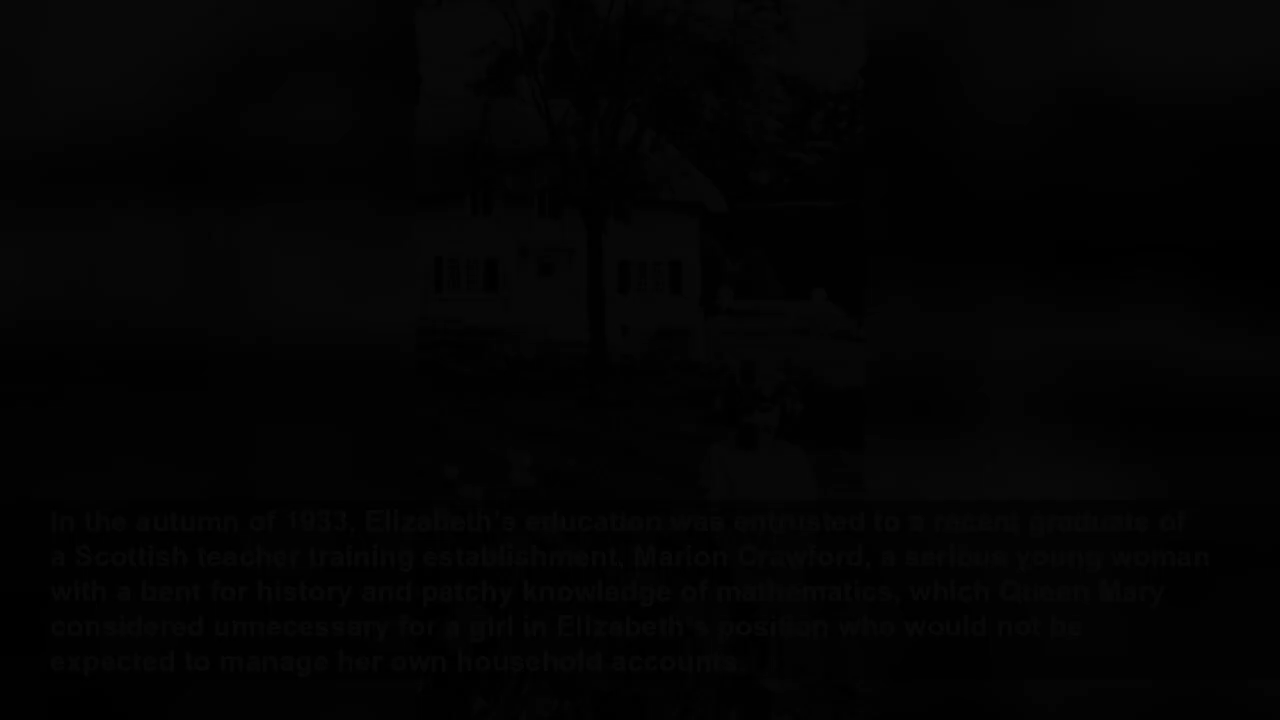 In the autumn of 1933, Elizabeth's education was entrusted to a recent graduate of
a Scottish teacher training establishment, Marion Crawford, a serious young woman
with a bent for history and patchy knowledge of mathematics, which Queen Mary
considered unnecessary for a girl in Elizabeth's position who would not be
expected to manage her own household accounts.